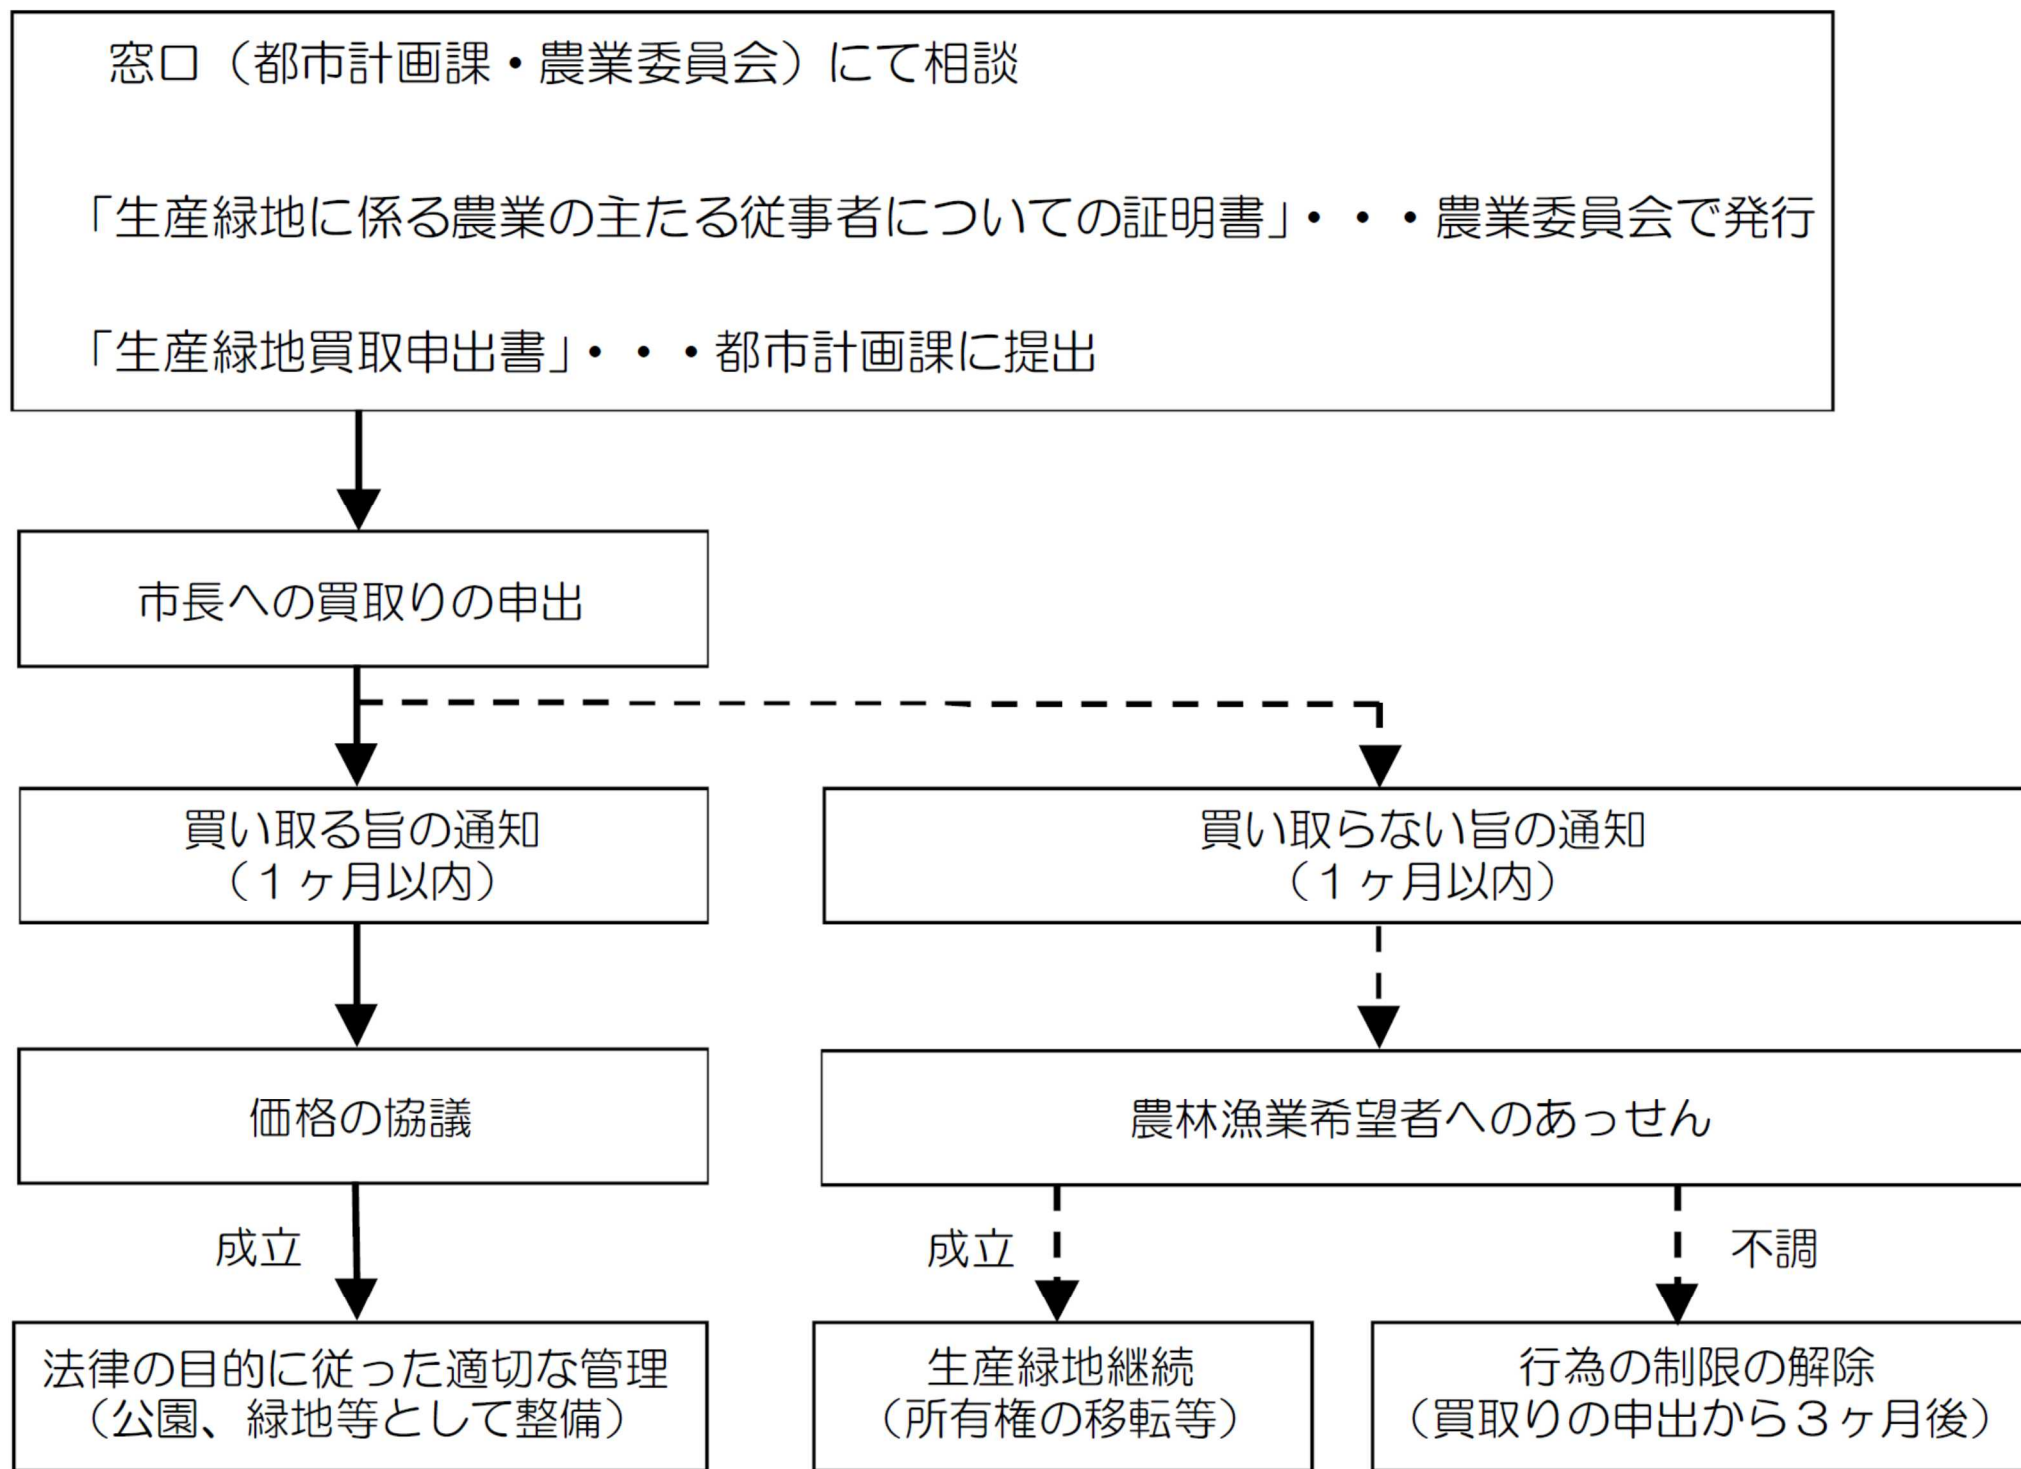 窓口（都市計画課・農業委員会）にて相談
「生産緑地に係る農業の主たる従事者についての証明書」・・・農業委員会で発行
「生産緑地買取申出書」・・・都市計画課に提出
市長への買取りの申出
買い取る旨の通知
（１ヶ月以内）
買い取らない旨の通知
（１ヶ月以内）
価格の協議
農林漁業希望者へのあっせん
成立
成立
不調
法律の目的に従った適切な管理
（公園、緑地等として整備）
生産緑地継続
（所有権の移転等）
行為の制限の解除
（買取りの申出から３ヶ月後）